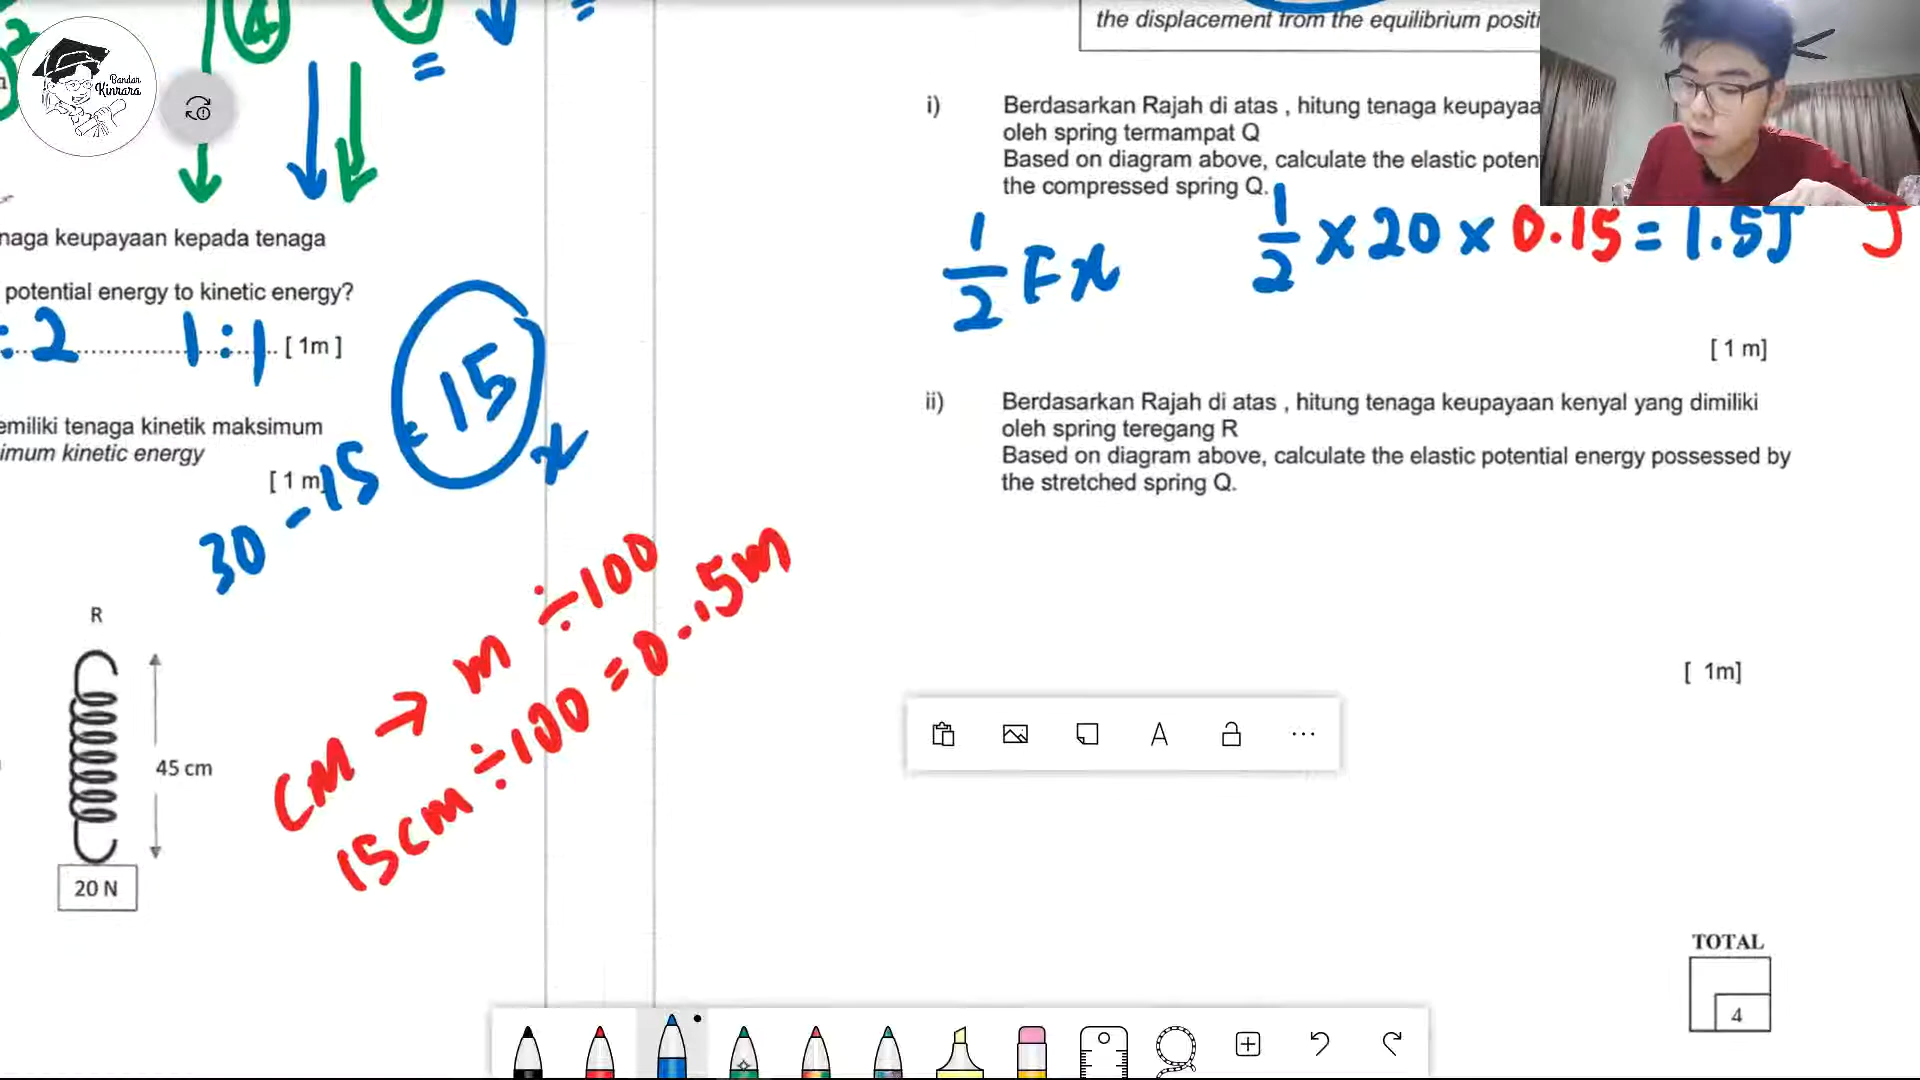 Bandar
Kinrara
2
4
naga keupayaan kepada tenaga
potential energy to kinetic energy?
:2 1:1 [ 1m ]
emiliki tenaga kinetik maksimum
imum kinetic energy
[ 1 m]
30 - 15 = 15
x
R
45 cm
20 N
cm → m ÷100
15cm ÷100 = 0.15m
the displacement from the equilibrium positi
i) Berdasarkan Rajah di atas , hitung tenaga keupayaa
oleh spring termampat Q
Based on diagram above, calculate the elastic poten
the compressed spring Q.
1/2 Fx 1/2 x 20 x 0.15 = 1.5J J
[ 1 m]
ii) Berdasarkan Rajah di atas , hitung tenaga keupayaan kenyal yang dimiliki
oleh spring teregang R
Based on diagram above, calculate the elastic potential energy possessed by
the stretched spring Q.
[ 1m]
TOTAL
4